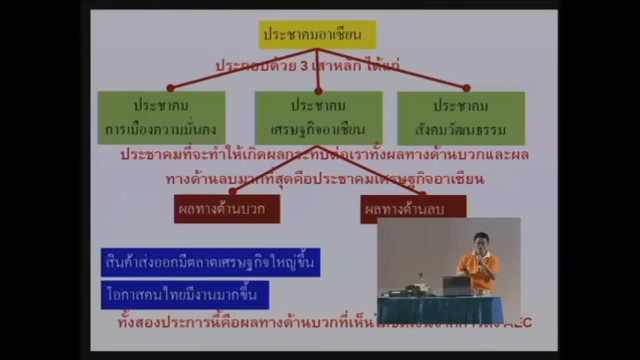 ประชาคมอาเซียน
ประกอบด้วย 3 เสาหลัก ได้แก่
ประชาคม
การเมืองความมั่นคง
ประชาคม
เศรษฐกิจอาเซียน
ประชาคม
สังคมวัฒนธรรม
ประชาคมที่จะทำให้เกิดผลกระทบต่อเราทั้งผลทางด้านบวกและผล
ทางด้านลบมากที่สุดคือประชาคมเศรษฐกิจอาเซียน
ผลทางด้านบวก
ผลทางด้านลบ
สินค้าส่งออกมีตลาดเศรษฐกิจใหญ่ขึ้น
โอกาสคนไทยมีงานมากขึ้น
ทั้งสองประการนี้คือผลทางด้านบวกที่เห็น AEC